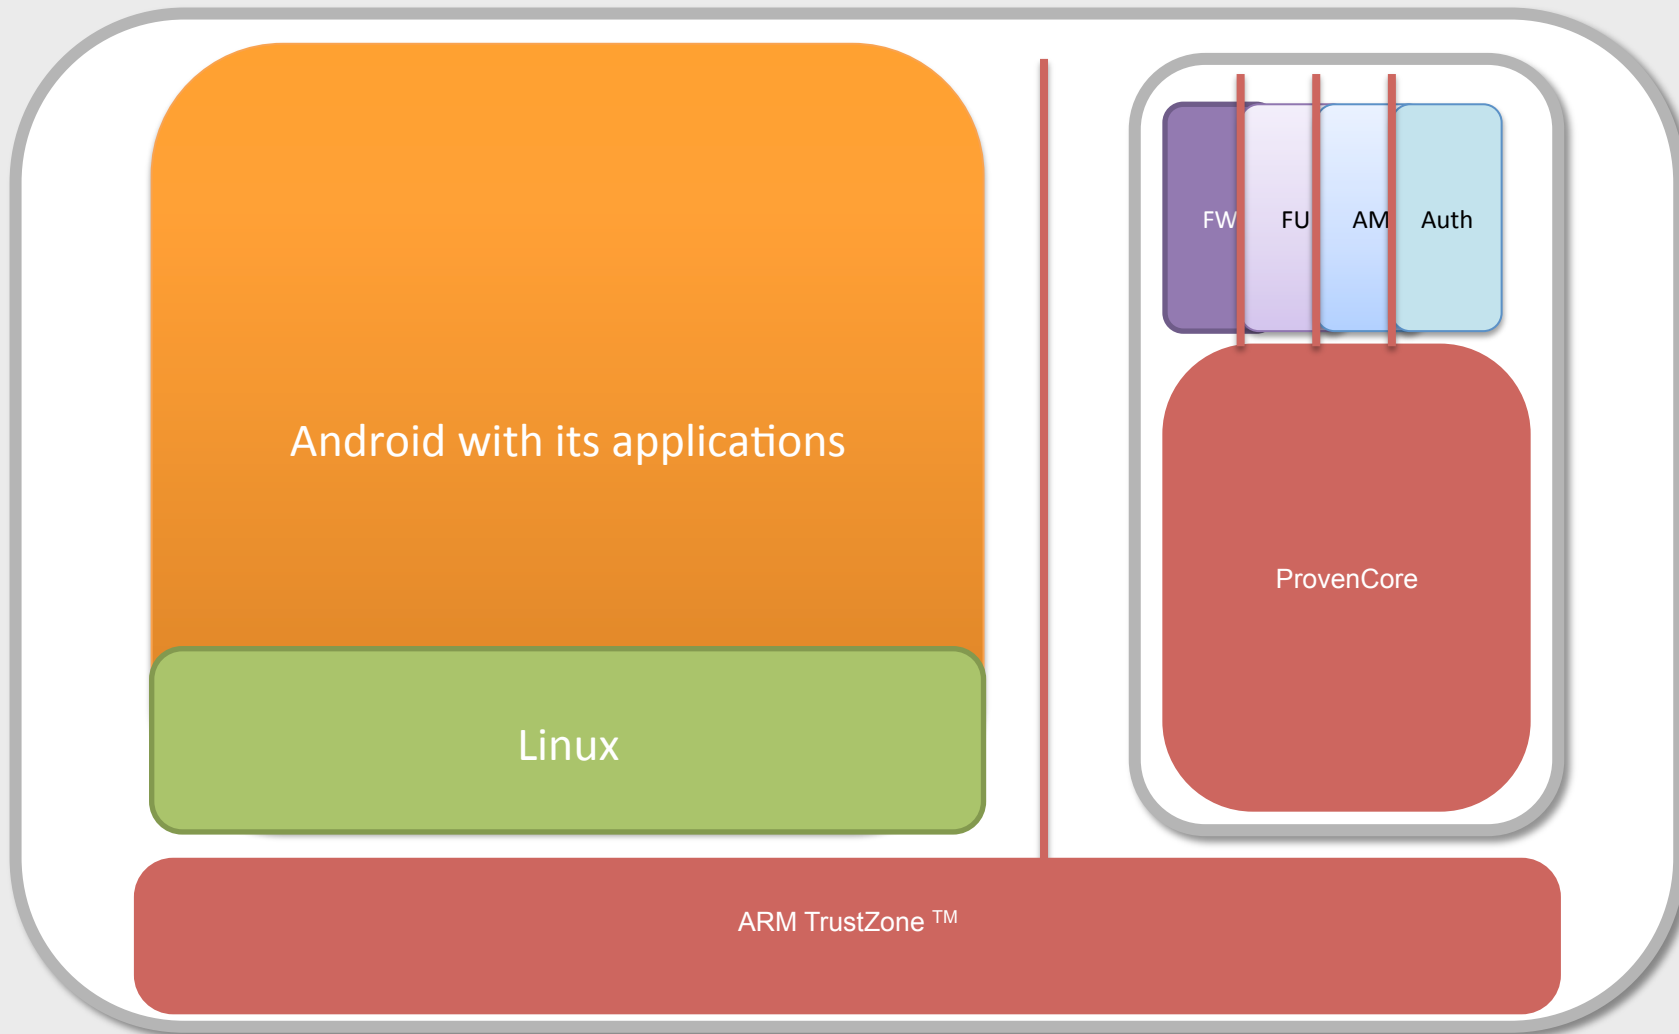 FW
FU
AM
Auth
Android with its applications
ProvenCore
Linux
ARM TrustZone ™